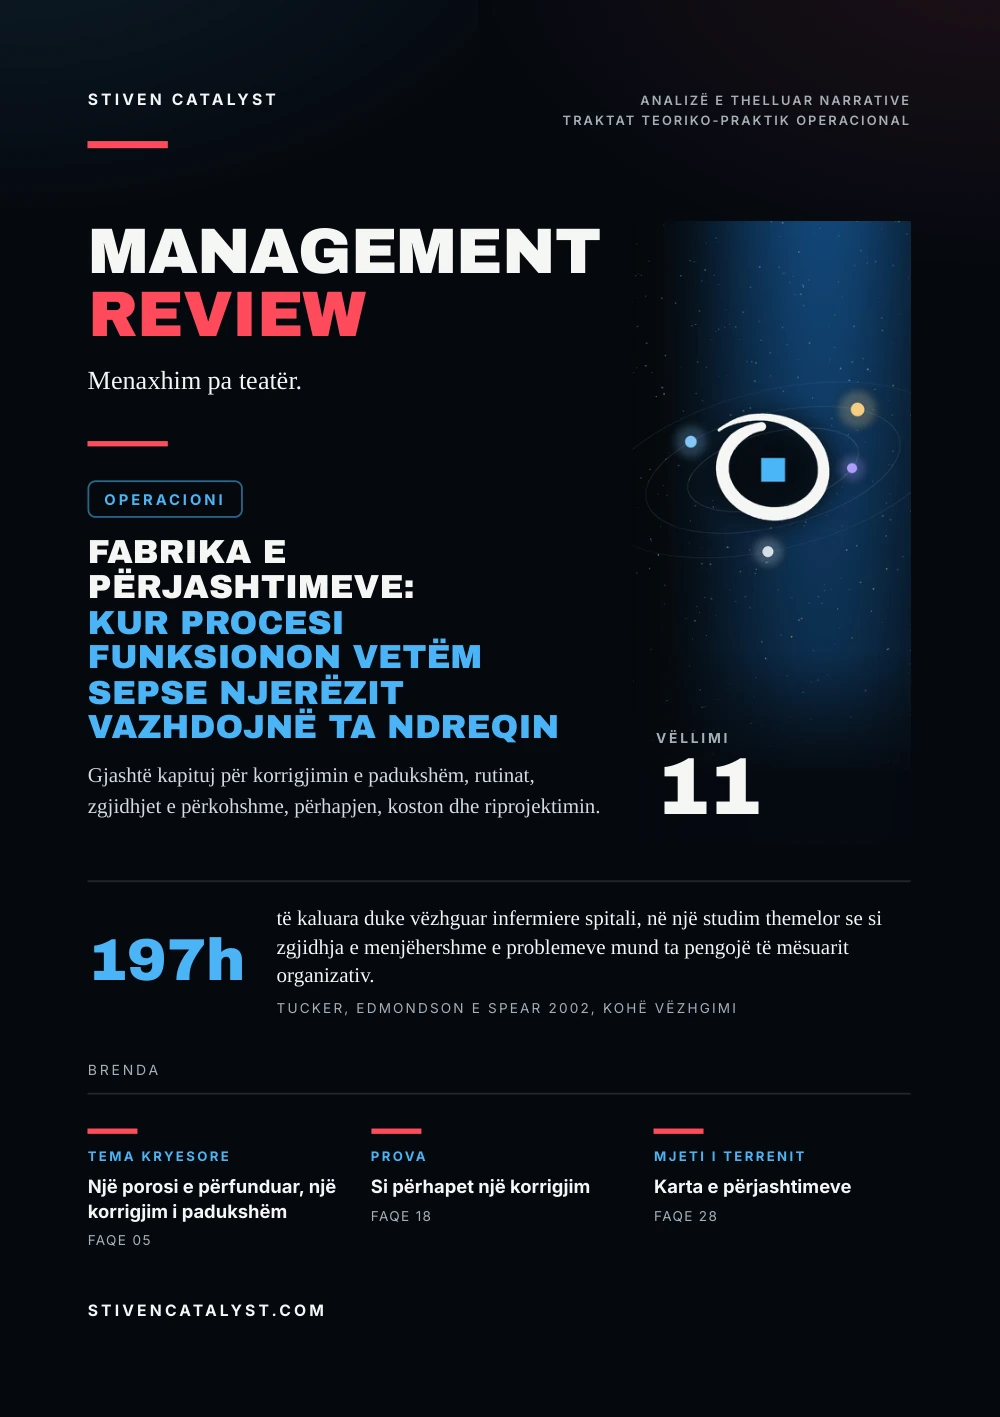 STIVEN CATALYST
ANALIZË E THELLUAR NARRATIVE
TRAKTAT TEORIKO-PRAKTIK OPERACIONAL
MANAGEMENT
REVIEW
Menaxhim pa teatër.
OPERACIONI
FABRIKA E
PËRJASHTIMEVE:
KUR PROCESI
FUNKSIONON VETËM
SEPSE NJERËZIT
VAZHDOJNË TA NDREQIN
Gjashtë kapituj për korrigjimin e padukshëm, rutinat,
zgjidhjet e përkohshme, përhapjen, koston dhe riprojektimin.
VËLLIMI
11
197h
të kaluara duke vëzhguar infermiere spitali, në një studim themelor se si
zgjidhja e menjëhershme e problemeve mund ta pengojë të mësuarit
organizativ.
TUCKER, EDMONDSON E SPEAR 2002, KOHË VËZHGIMI
BRENDA
TEMA KRYESORE
Një porosi e përfunduar, një
korrigjim i padukshëm
FAQE 05
PROVA
Si përhapet një korrigjim
FAQE 18
MJETI I TERRENIT
Karta e përjashtimeve
FAQE 28
STIVENCATALYST.COM